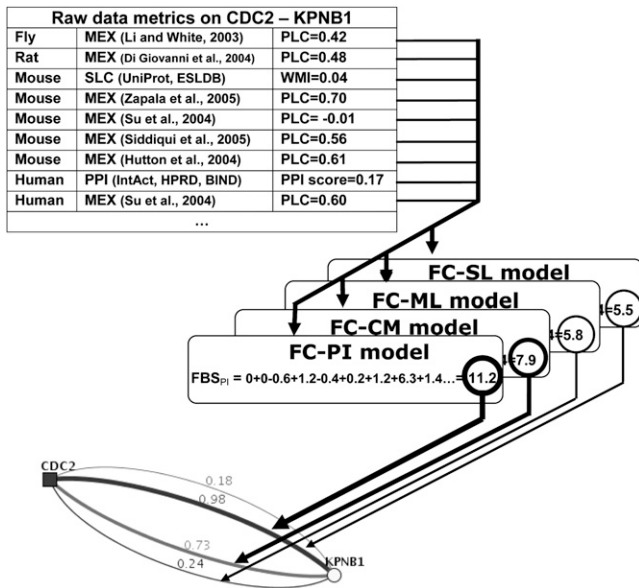 Raw data metrics on CDC2 – KPNB1
Fly MEX (Li and White, 2003) PLC=0.42
Rat MEX (Di Giovanni et al., 2004) PLC=0.48
Mouse SLC (UniProt, ESLDB) WMI=0.04
Mouse MEX (Zapala et al., 2005) PLC=0.70
Mouse MEX (Su et al., 2004) PLC= -0.01
Mouse MEX (Siddiqui et al., 2005) PLC=0.56
Mouse MEX (Hutton et al., 2004) PLC=0.61
Human PPI (IntAct, HPRD, BIND) PPI score=0.17
Human MEX (Su et al., 2004) PLC=0.60
...
FC-SL model
4=5.5
FC-ML model
4=5.8
FC-CM model
4=7.9
FC-PI model
FBSPI = 0+0-0.6+1.2-0.4+0.2+1.2+6.3+1.4...=11.2
CDC2
0.18
0.98
0.73
0.24
KPNB1